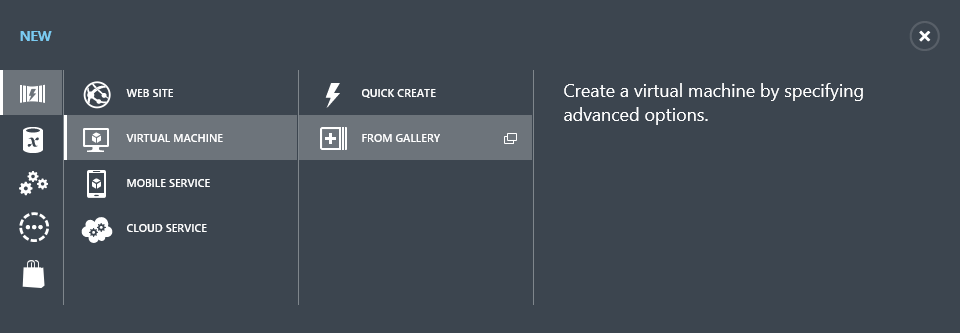 NEW
WEB SITE
VIRTUAL MACHINE
MOBILE SERVICE
CLOUD SERVICE
QUICK CREATE
FROM GALLERY
Create a virtual machine by specifying
advanced options.